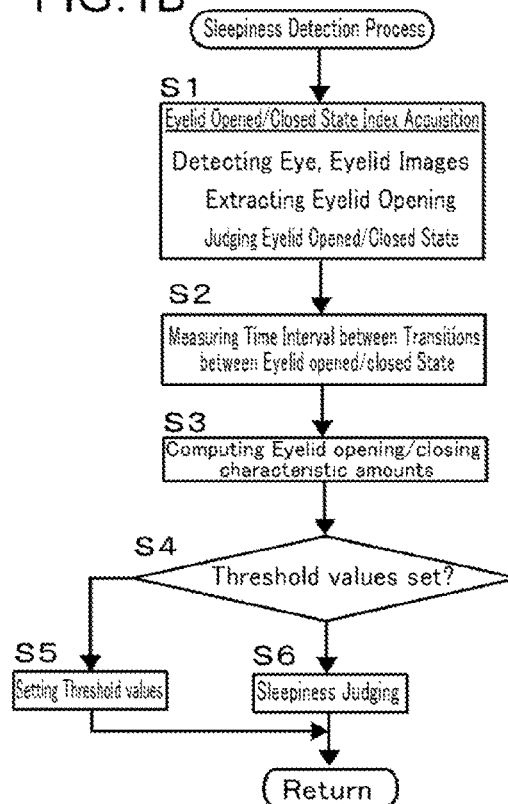 FIG.1B
Sleepiness Detection Process
S1
Eyelid Opened/Closed State Index Acquisition
Detecting Eye, Eyelid Images
Extracting Eyelid Opening
Judging Eyelid Opened/Closed State
S2
Measuring Time Interval between Transitions
between Eyelid opened/closed State
S3
Computing Eyelid opening/closing
characteristic amounts
S4
Threshold values set?
S5
Setting Threshold values
S6
Sleepiness Judging
Return